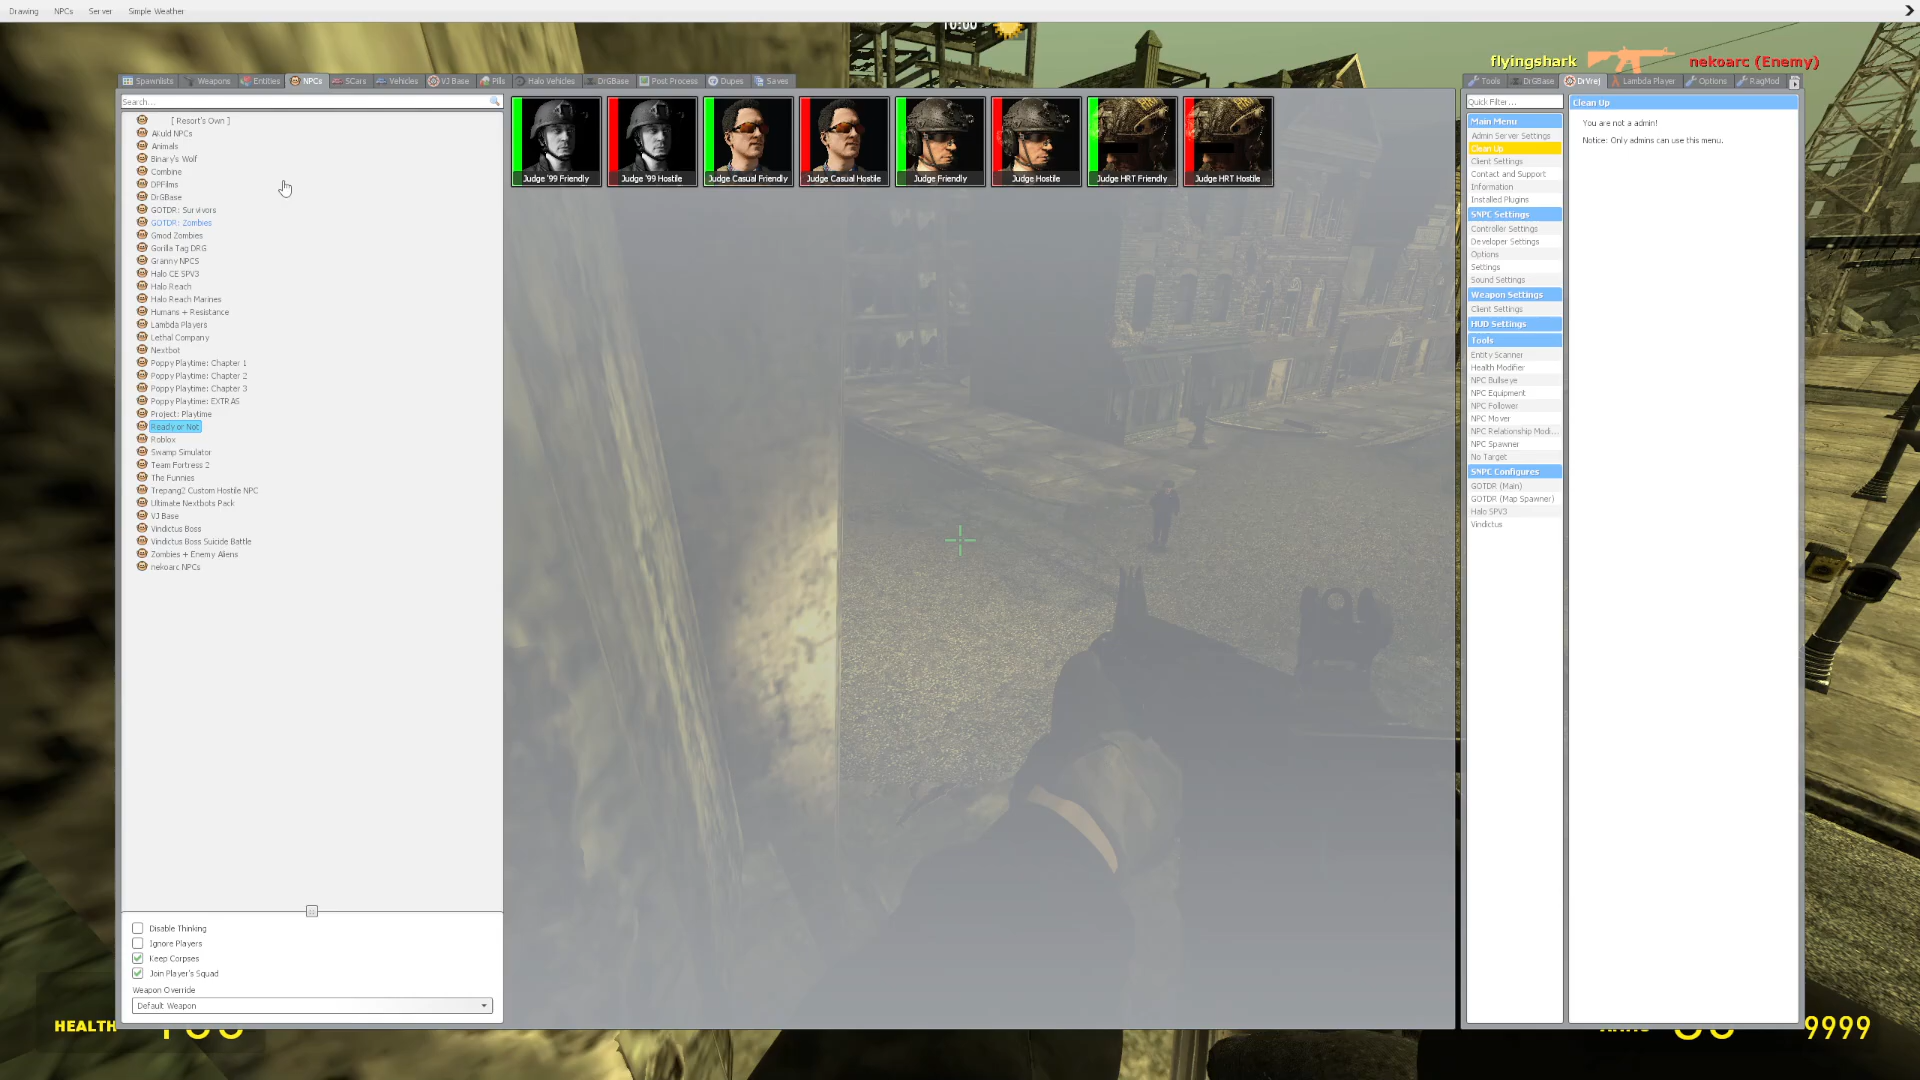 Drawing NPCs Server Simple Weather
10:00
flyingshark nekoarc (Enemy)
Spawnlists Weapons Entities NPCs SCars Vehicles VJ Base Pills Halo Vehicles DrGBase Post Process Dupes Saves
Tools DrGBase DrVrej Lambda Player Options RagMod
Search...
[ Resort's Own ]
Akuld NPCs
Animals
Binary's Wolf
Combine
DPFilms
DrGBase
GOTDR: Survivors
GOTDR: Zombies
Gmod Zombies
Gorilla Tag DRG
Granny NPCS
Halo CE SPV3
Halo Reach
Halo Reach Marines
Humans + Resistance
Lambda Players
Lethal Company
Nextbot
Poppy Playtime: Chapter 1
Poppy Playtime: Chapter 2
Poppy Playtime: Chapter 3
Poppy Playtime: EXTRAS
Project: Playtime
Ready or Not
Roblox
Swamp Simulator
Team Fortress 2
The Funnies
Trepang2 Custom Hostile NPC
Ultimate Nextbots Pack
VJ Base
Vindictus Boss
Vindictus Boss Suicide Battle
Zombies + Enemy Aliens
nekoarc NPCs
Disable Thinking
Ignore Players
Keep Corpses
Join Player's Squad
Weapon Override
Default Weapon
Judge '99 Friendly Judge '99 Hostile Judge Casual Friendly Judge Casual Hostile Judge Friendly Judge Hostile Judge HRT Friendly Judge HRT Hostile
Quick Filter...
Main Menu
Admin Server Settings
Clean Up
Client Settings
Contact and Support
Information
Installed Plugins
SNPC Settings
Controller Settings
Developer Settings
Options
Settings
Sound Settings
Weapon Settings
Client Settings
HUD Settings
Tools
Entity Scanner
Health Modifier
NPC Bullseye
NPC Equipment
NPC Follower
NPC Mover
NPC Relationship Modi...
NPC Spawner
No Target
SNPC Configures
GOTDR (Main)
GOTDR (Map Spawner)
Halo SPV3
Vindictus
Clean Up
You are not a admin!
Notice: Only admins can use this menu.
HEALTH
9999